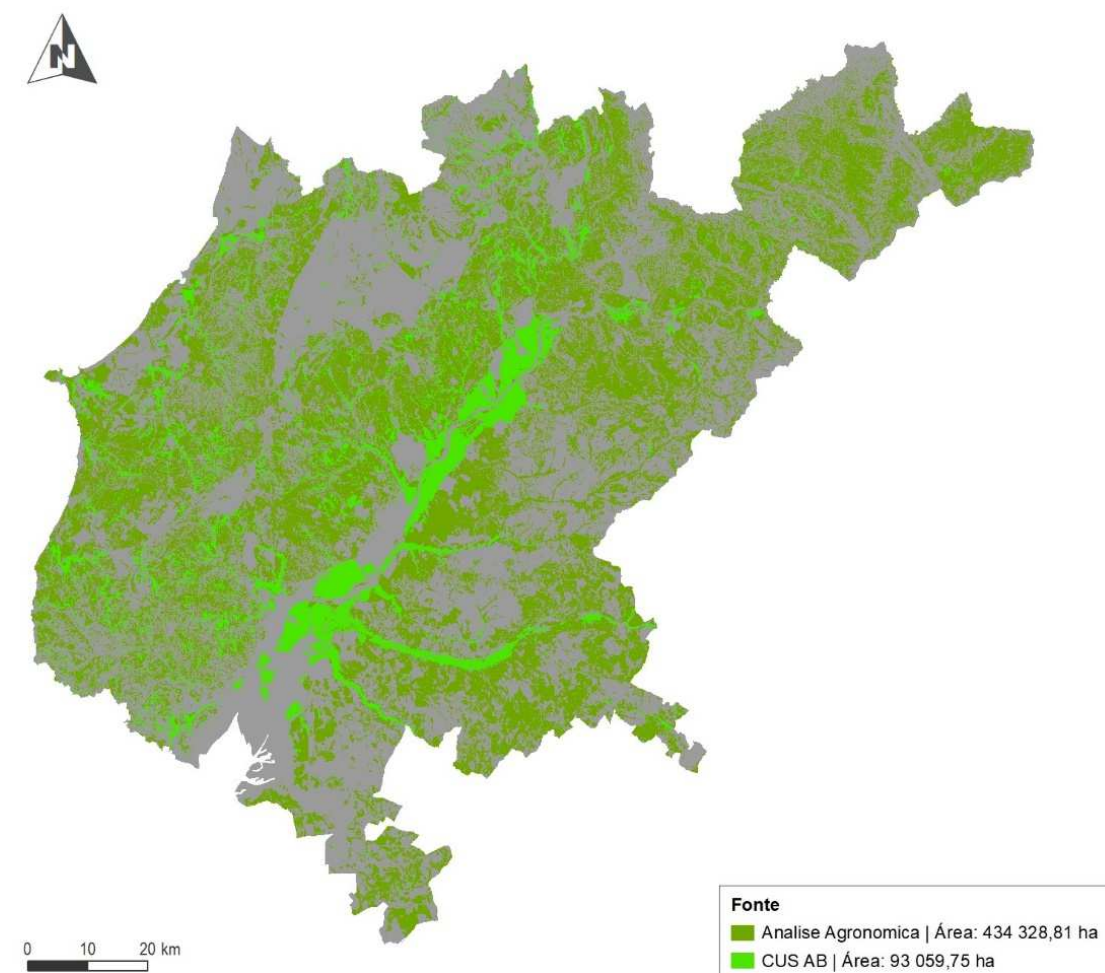 N
0 10 20 km
Fonte
Analise Agronomica | Área: 434 328,81 ha
CUS AB | Área: 93 059,75 ha